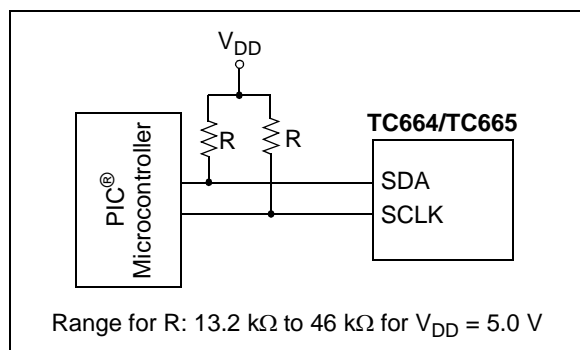 VDD
R
R
TC664/TC665
PIC®
Microcontroller
SDA
SCLK
Range for R: 13.2 kΩ to 46 kΩ for VDD = 5.0 V